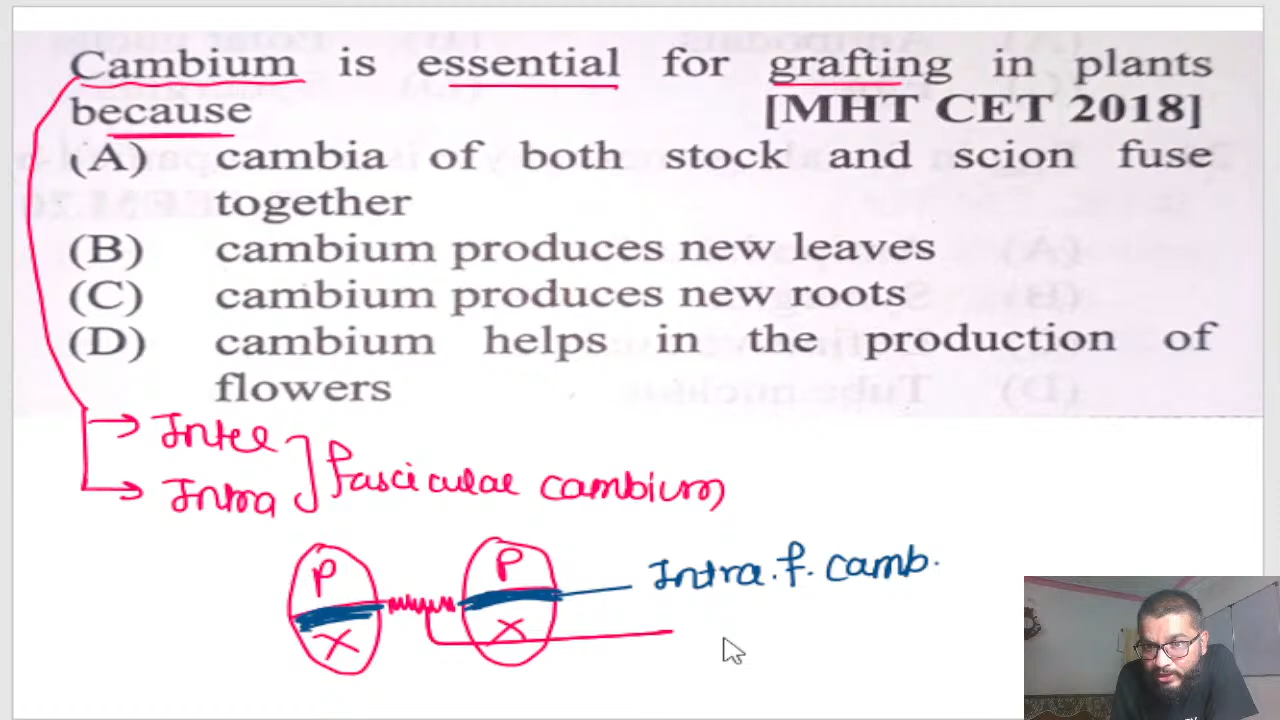 Cambium is essential for grafting in plants
because [MHT CET 2018]
(A) cambia of both stock and scion fuse
together
(B) cambium produces new leaves
(C) cambium produces new roots
(D) cambium helps in the production of
flowers
→ Inter
→ Intra
fascicular cambium
P P
X X
Intra. f. camb.